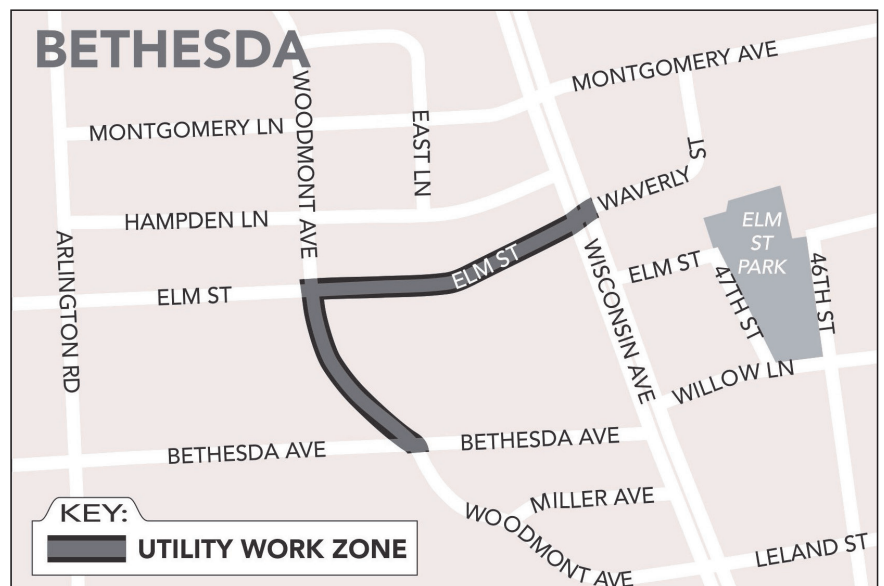 BETHESDA
MONTGOMERY AVE
WOODMONT AVE
MONTGOMERY LN
EAST LN
WAVERLY ST
HAMPDEN LN
ELM
ST
PARK
ARLINGTON RD
ELM ST
ELM ST
WISCONSIN AVE
ELM ST
47TH ST
46TH ST
WILLOW LN
BETHESDA AVE
BETHESDA AVE
MILLER AVE
WOODMONT AVE
LELAND ST
KEY:
UTILITY WORK ZONE